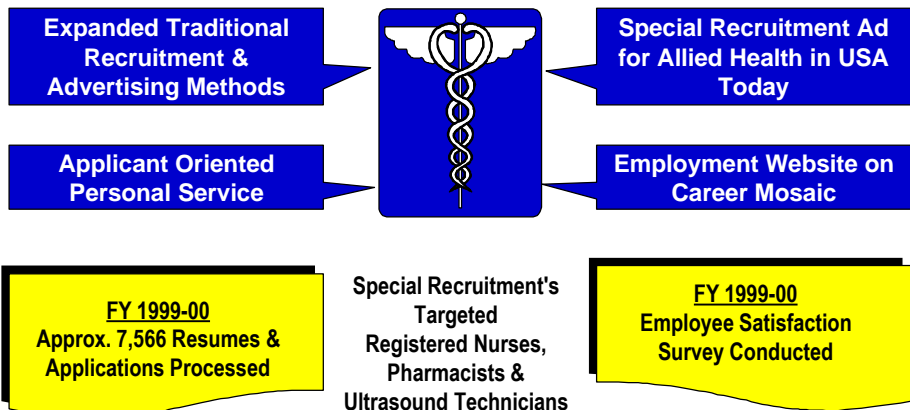 Expanded Traditional
Recruitment &
Advertising Methods
Special Recruitment Ad
for Allied Health in USA
Today
Applicant Oriented
Personal Service
Employment Website on
Career Mosaic
FY 1999-00
Approx. 7,566 Resumes &
Applications Processed
Special Recruitment's
Targeted
Registered Nurses,
Pharmacists &
Ultrasound Technicians
FY 1999-00
Employee Satisfaction
Survey Conducted